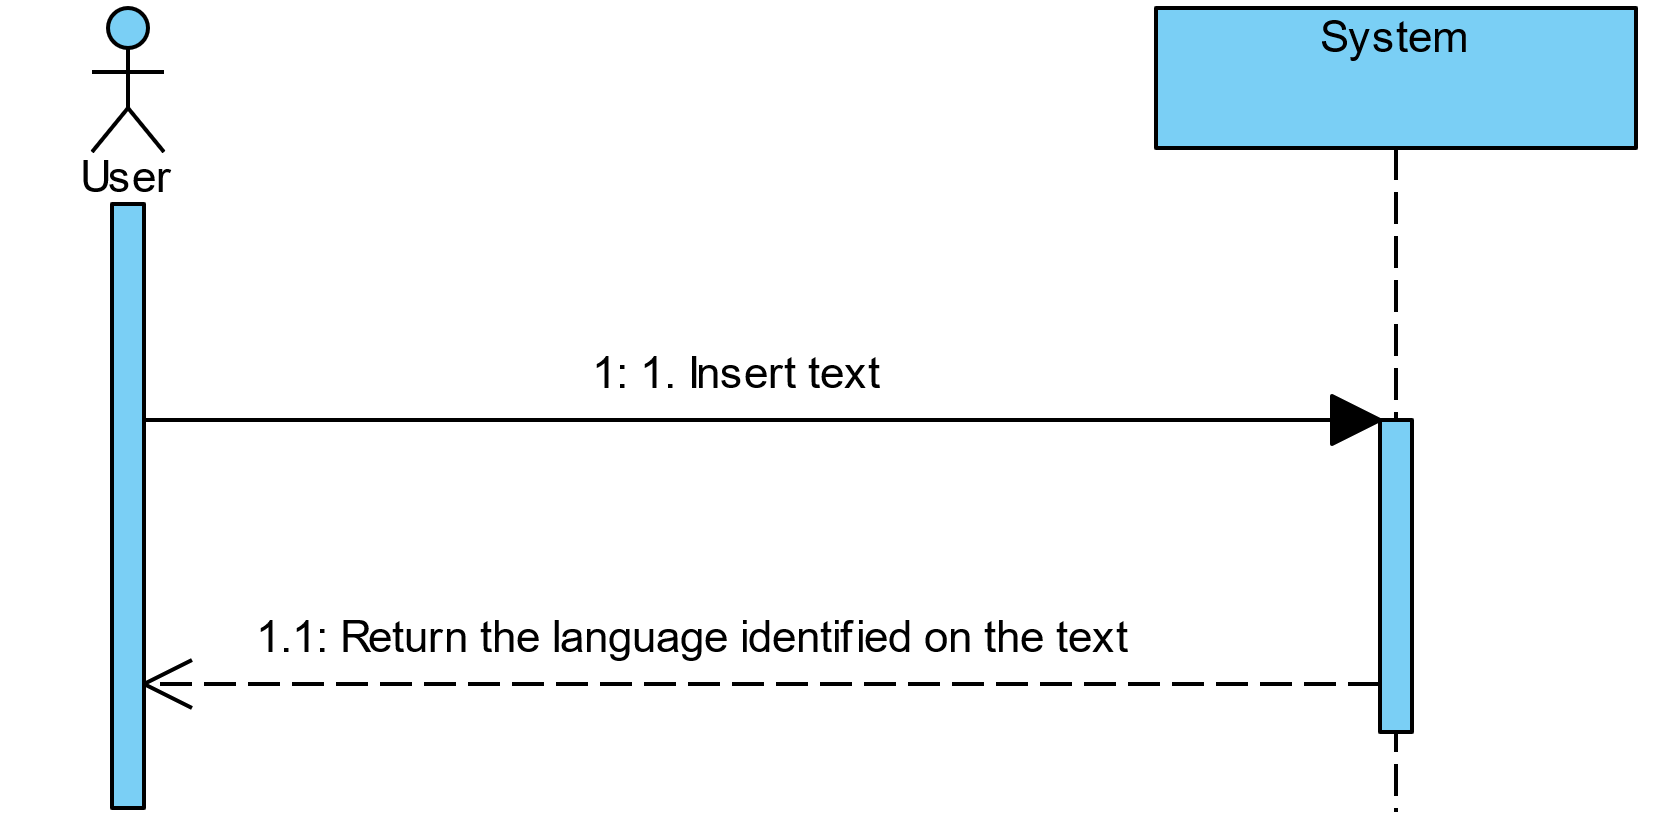 User
System
1: 1. Insert text
1.1: Return the language identified on the text